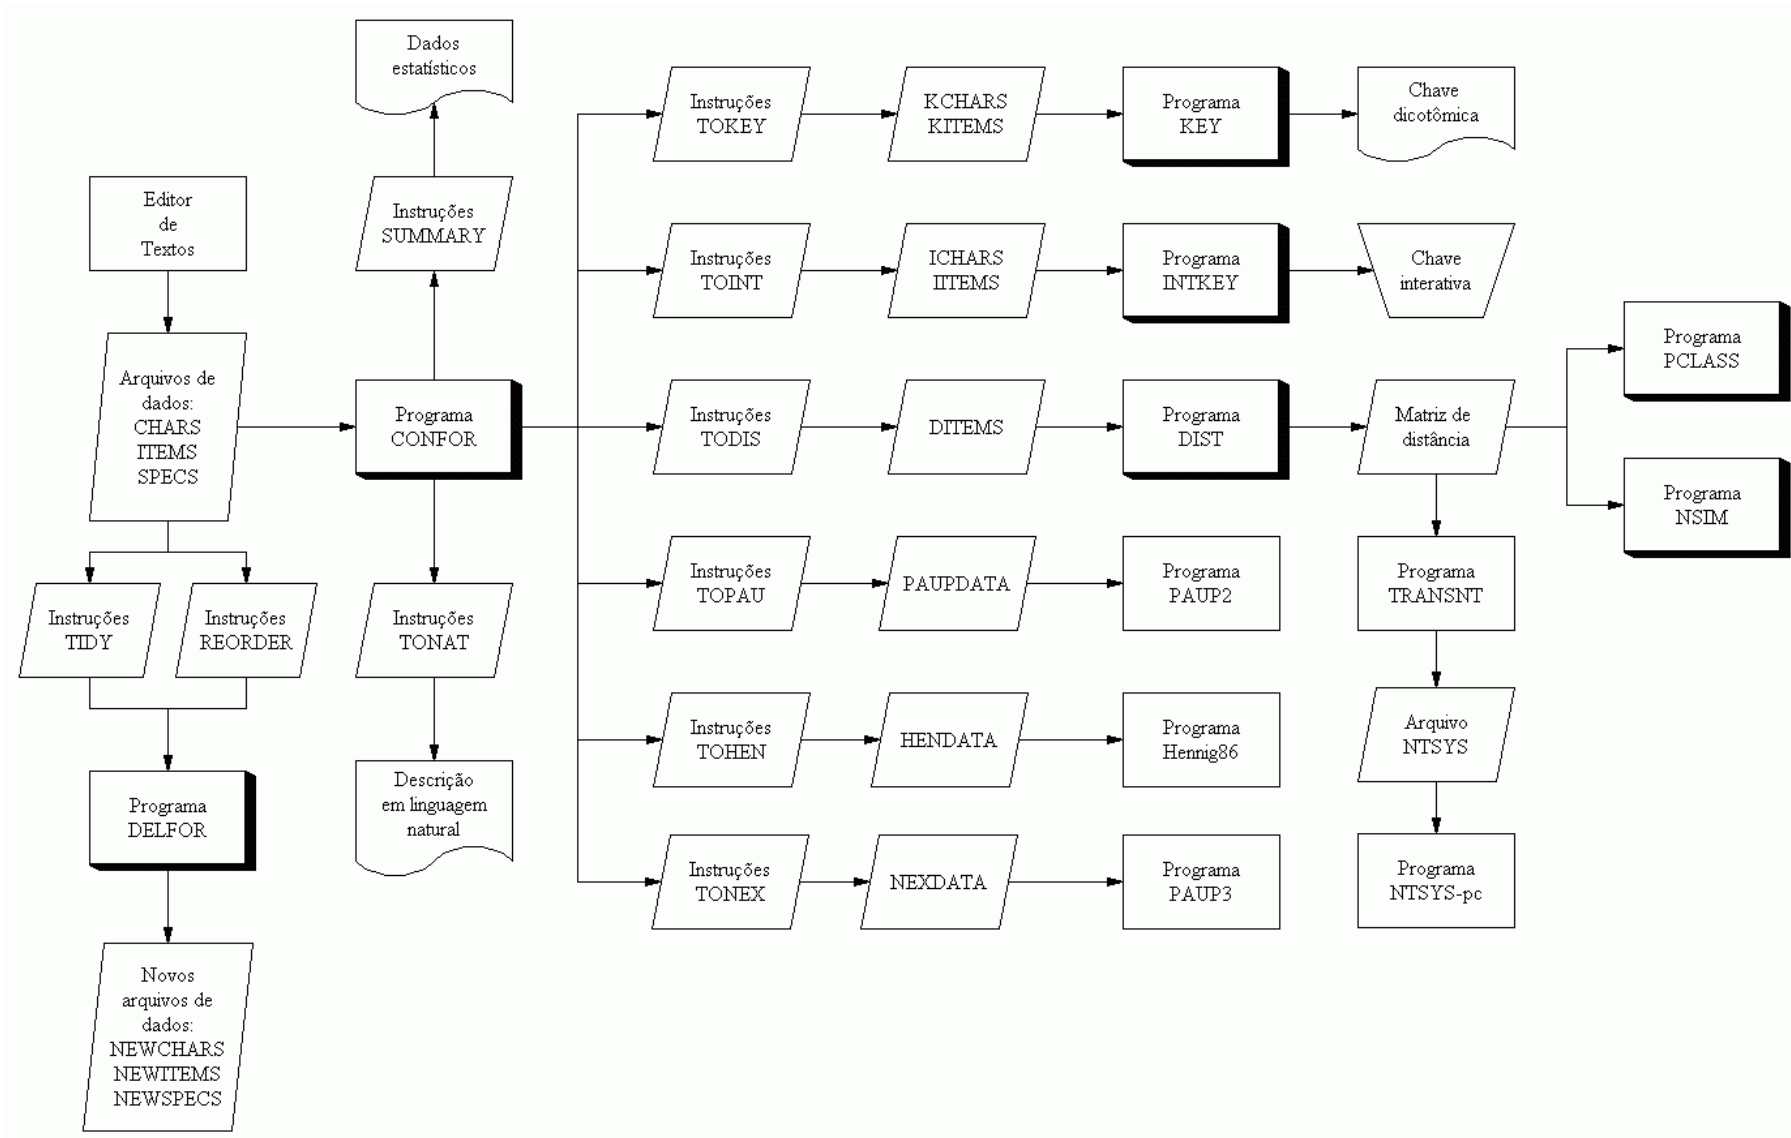 Dados
estatísticos
Instruções
SUMMARY
Editor
de
Textos
Arquivos de
dados:
CHARS
ITEMS
SPECS
Programa
CONFOR
Instruções
TIDY
Instruções
REORDER
Programa
DELFOR
Novos
arquivos de
dados:
NEWCHARS
NEWITEMS
NEWSPECS
Instruções
TONAT
Descrição
em linguagem
natural
Instruções
TOKEY
KCHARS
KITEMS
Programa
KEY
Chave
dicotômica
Instruções
TOINT
ICHARS
IITEMS
Programa
INTKEY
Chave
interativa
Instruções
TODIS
DITEMS
Programa
DIST
Matriz de
distância
Programa
PCLASS
Programa
NSIM
Instruções
TOPAU
PAUPDATA
Programa
PAUP2
Programa
TRANSNT
Instruções
TOHEN
HENDATA
Programa
Hennig86
Arquivo
NTSYS
Instruções
TONEX
NEXDATA
Programa
PAUP3
Programa
NTSYS-pc